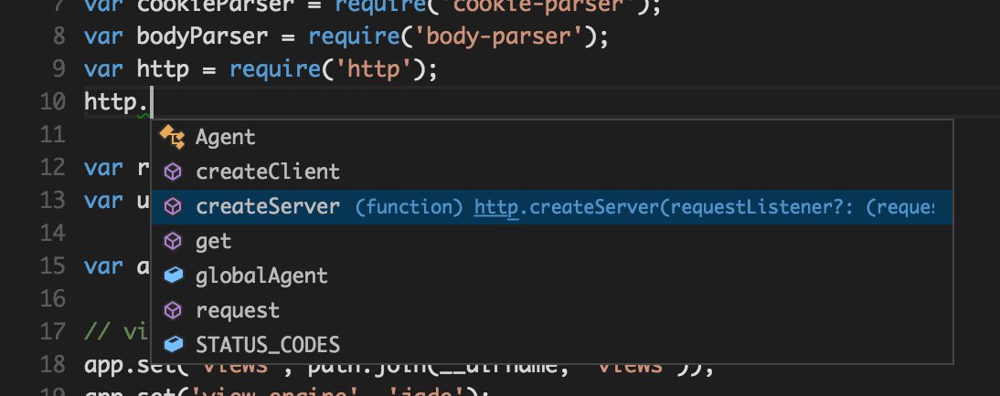 7 var cookieParser = require('cookie-parser');
8 var bodyParser = require('body-parser');
9 var http = require('http');
10 http.
11 Agent
createClient
12 var r
createServer (function) http.createServer(requestListener?: (reques
13 var u
14 get
15 var a
globalAgent
16 request
17 // vi
STATUS_CODES
18 app.set('views', path.join(__dirname, 'views'));
19 app.set('view engine', 'jade');